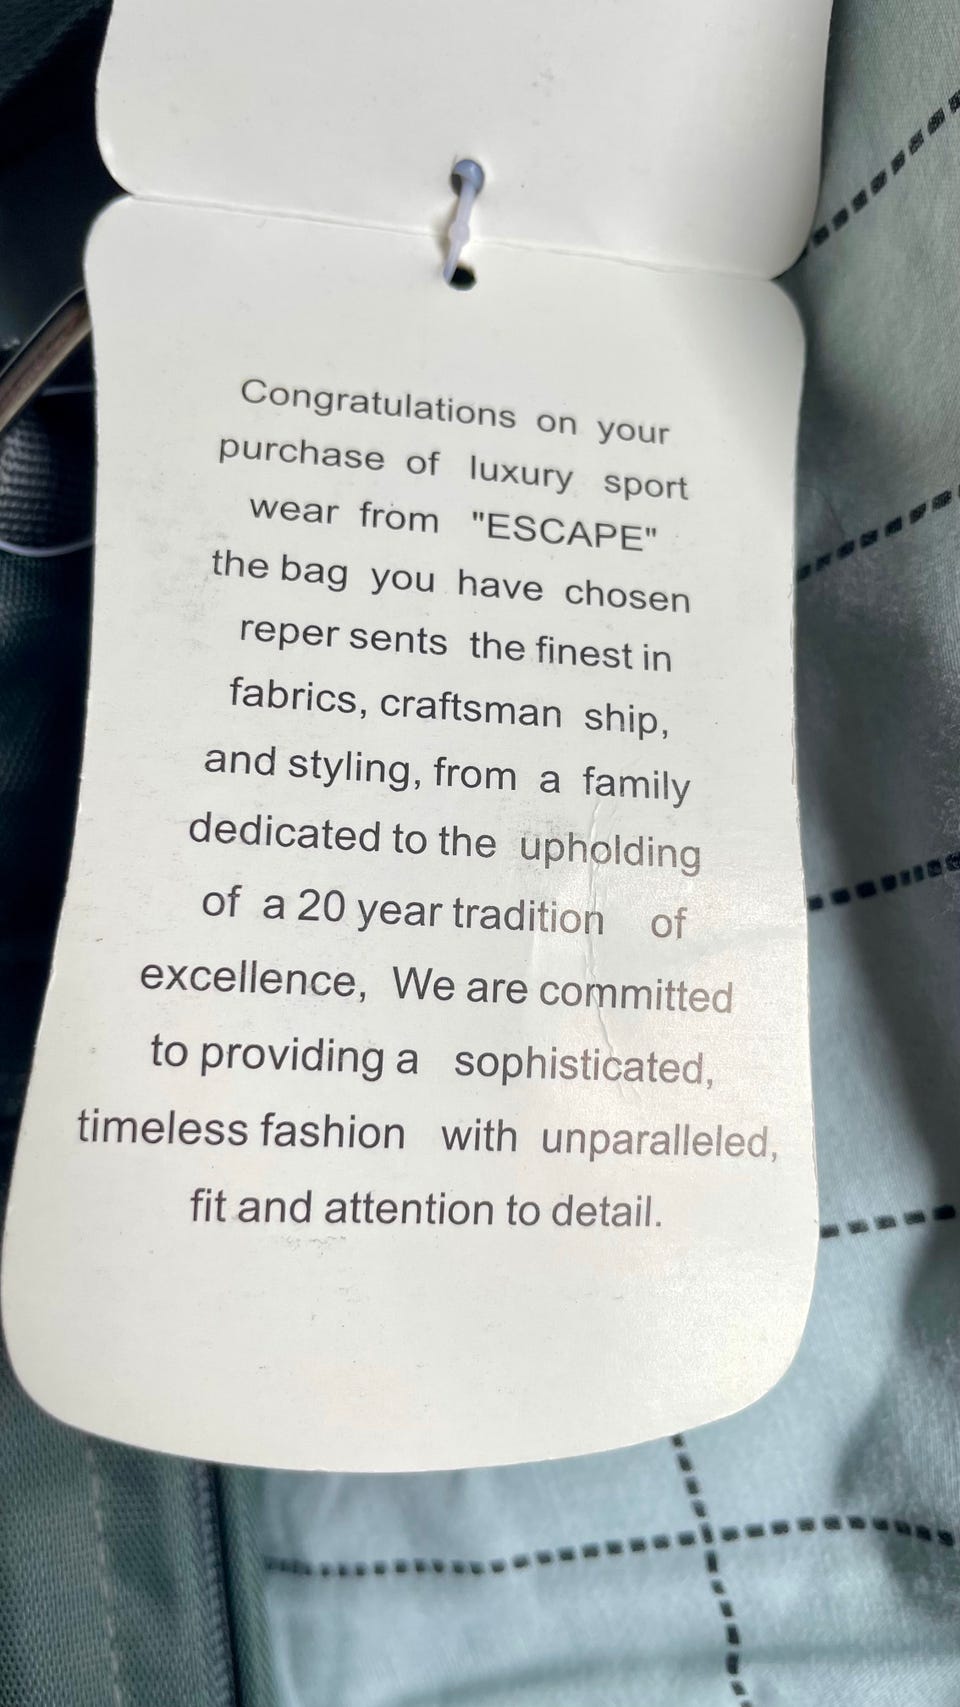 Congratulations on your
purchase of luxury sport
wear from "ESCAPE"
the bag you have chosen
reper sents the finest in
fabrics, craftsman ship,
and styling, from a family
dedicated to the upholding
of a 20 year tradition of
excellence, We are committed
to providing a sophisticated,
timeless fashion with unparalleled,
fit and attention to detail.